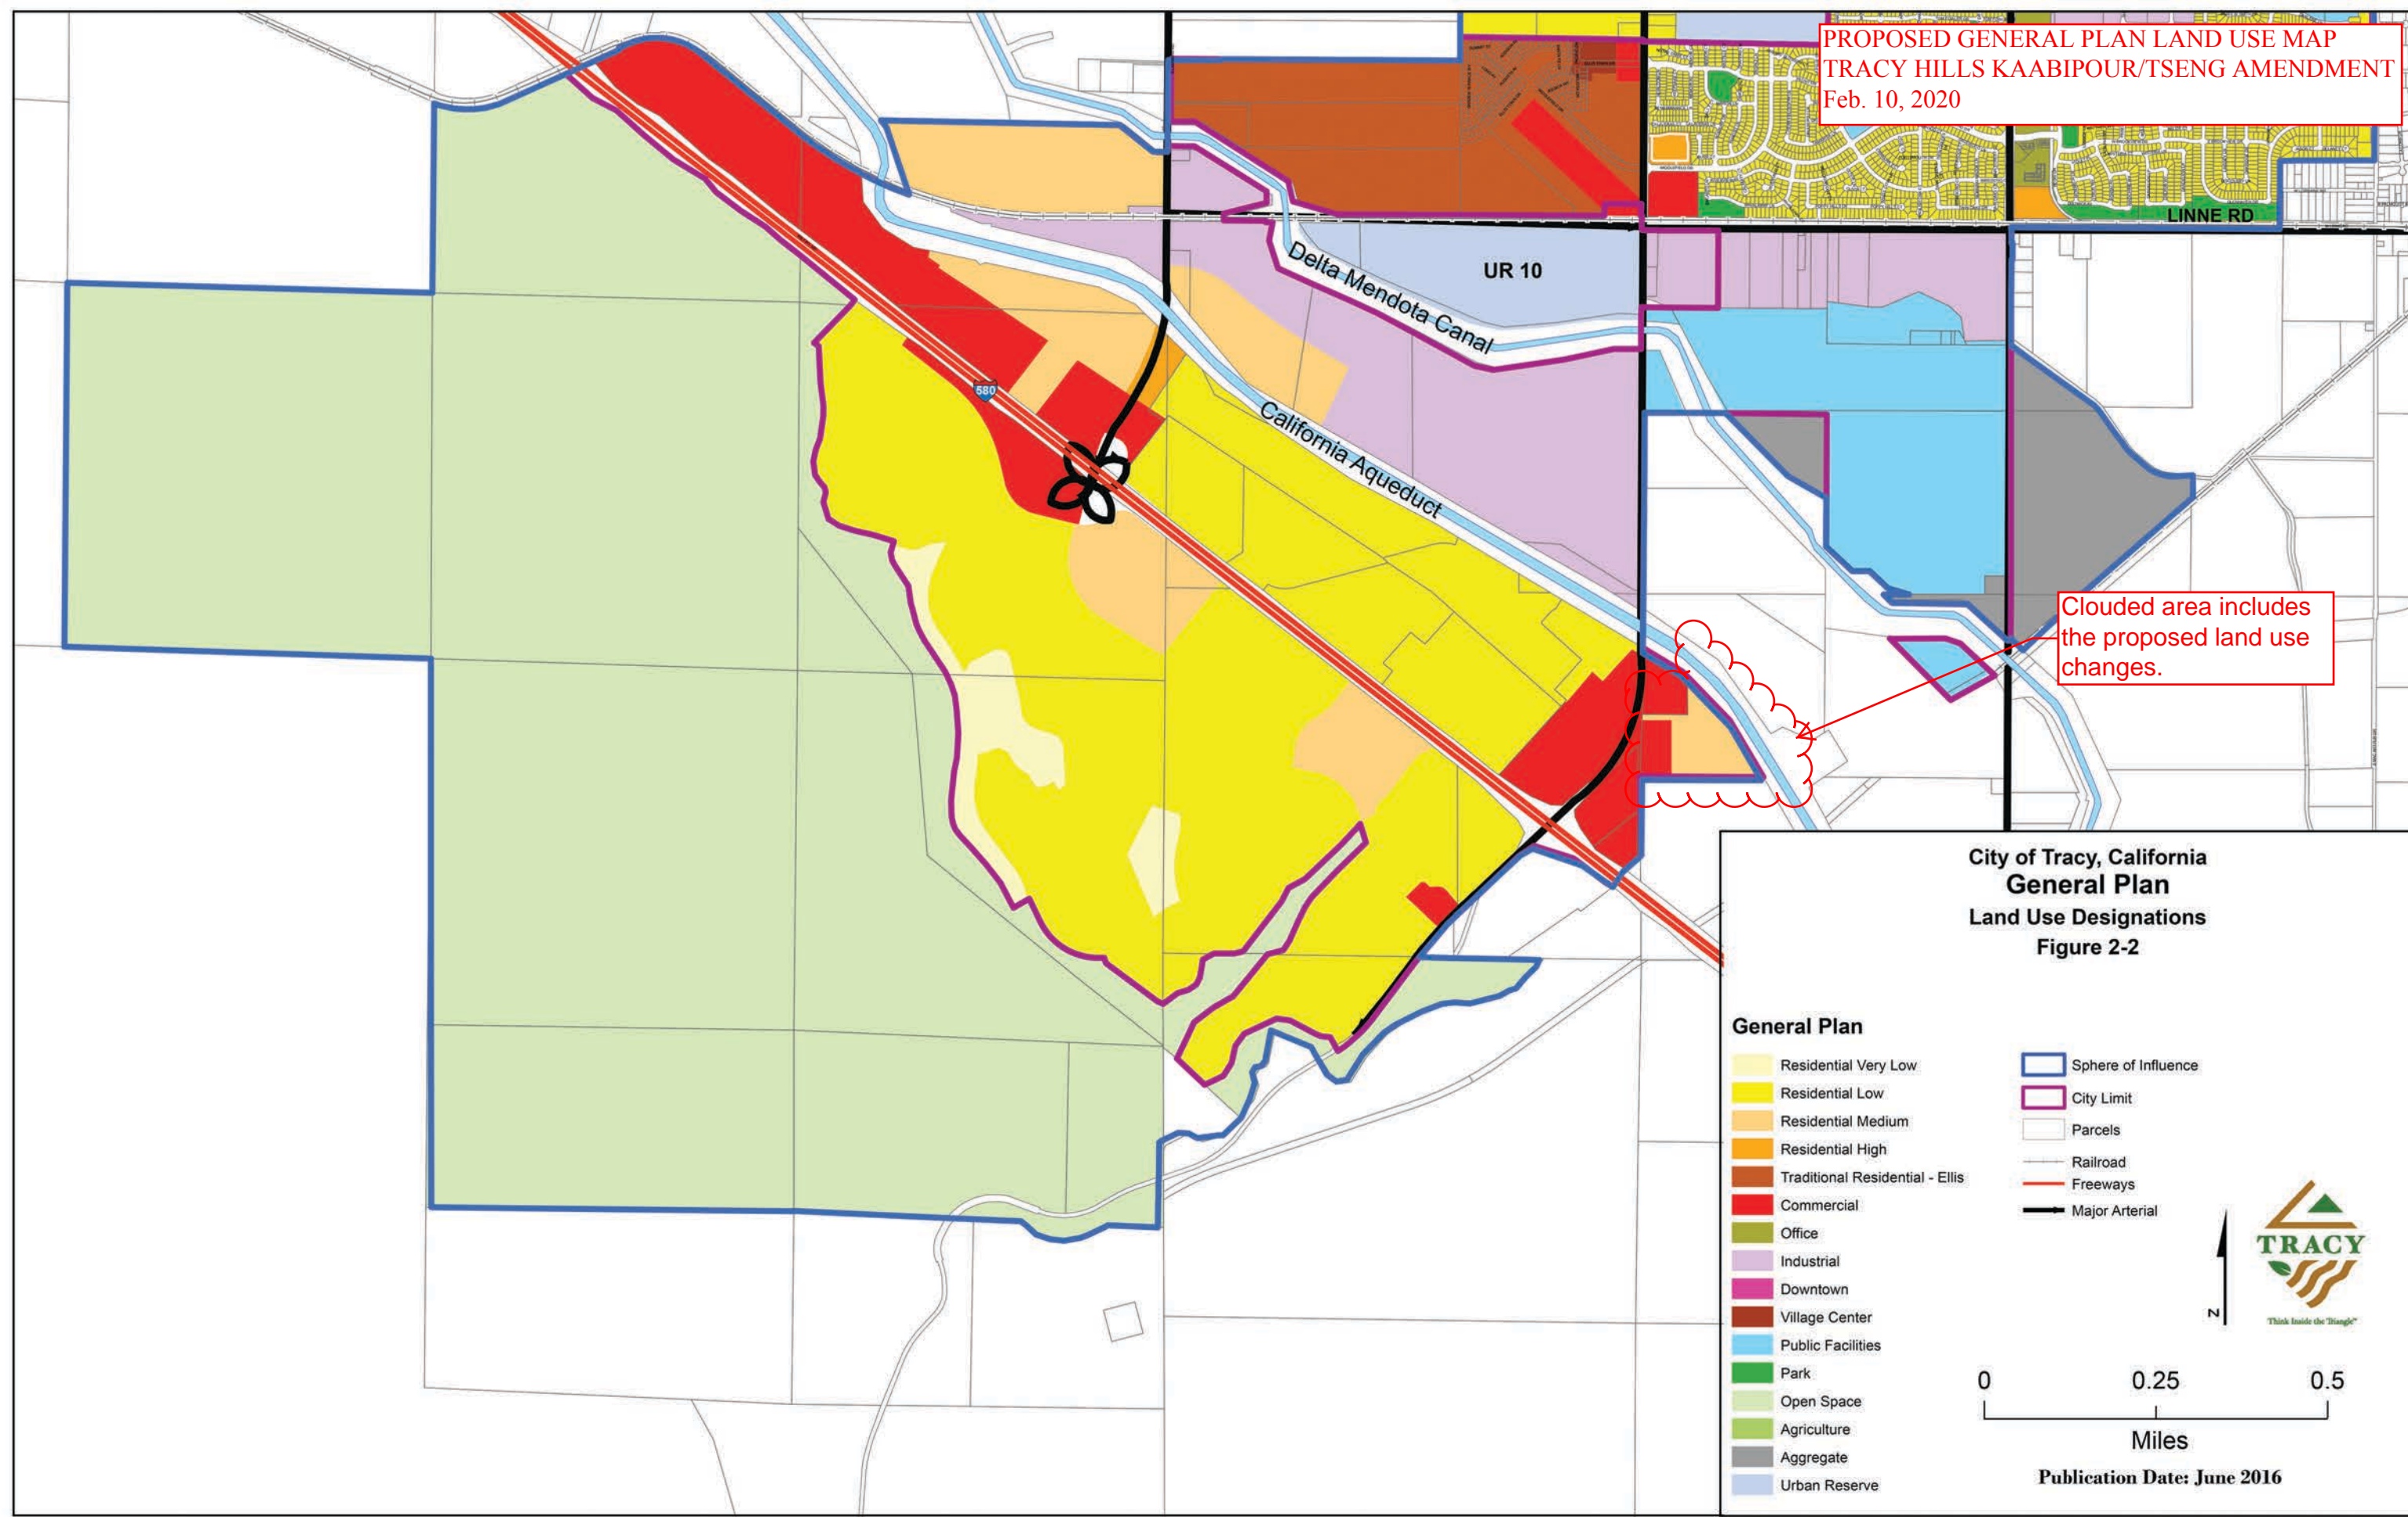 PROPOSED GENERAL PLAN LAND USE MAP
TRACY HILLS KAABIPOUR/TSENG AMENDMENT
Feb. 10, 2020
LINNE RD
UR 10
Delta Mendota Canal
580
California Aqueduct
Clouded area includes
the proposed land use
changes.
City of Tracy, California
General Plan
Land Use Designations
Figure 2-2
General Plan
Residential Very Low
Residential Low
Residential Medium
Residential High
Traditional Residential - Ellis
Commercial
Office
Industrial
Downtown
Village Center
Public Facilities
Park
Open Space
Agriculture
Aggregate
Urban Reserve
Sphere of Influence
City Limit
Parcels
Railroad
Freeways
Major Arterial
N
TRACY
Think Inside the Triangle™
0 0.25 0.5
Miles
Publication Date: June 2016